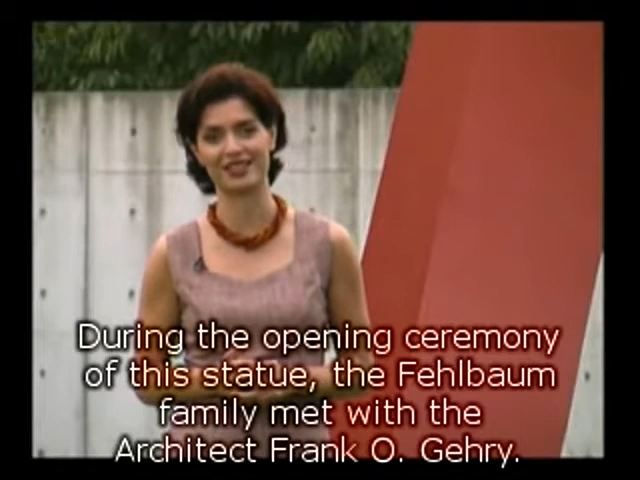 During the opening ceremony
of this statue, the Fehlbaum
family met with the
Architect Frank O. Gehry.